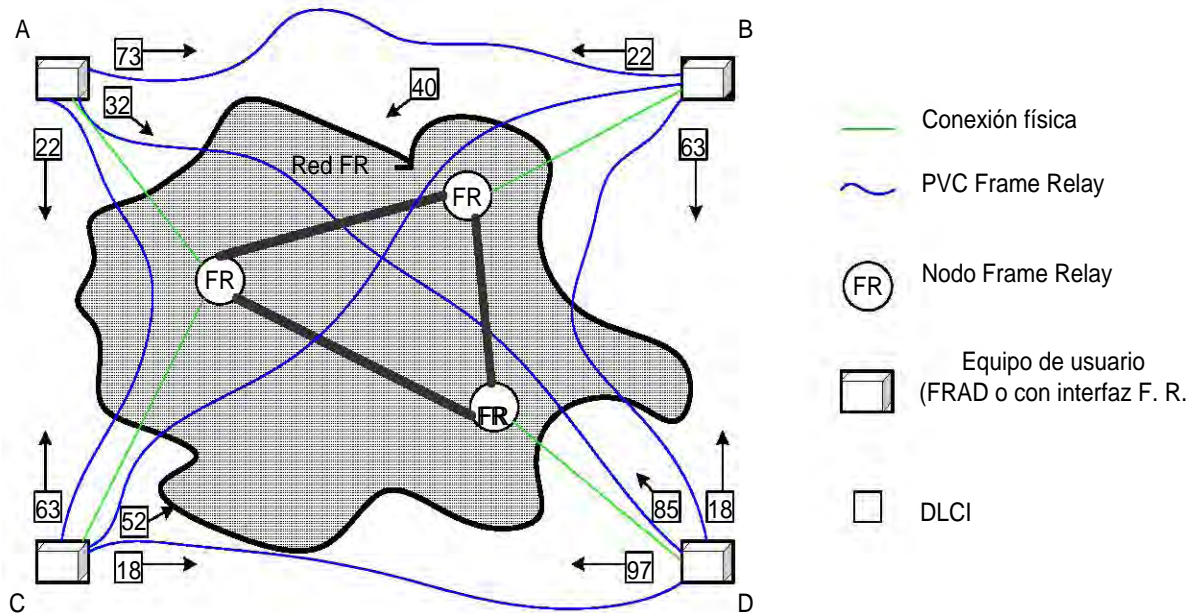 A
B
73
22
40
32
22
63
Red FR
FR
FR
FR
63
52
18
85
18
97
C
D
Conexión física
PVC Frame Relay
FR
Nodo Frame Relay
Equipo de usuario
(FRAD o con interfaz F. R.
DLCI